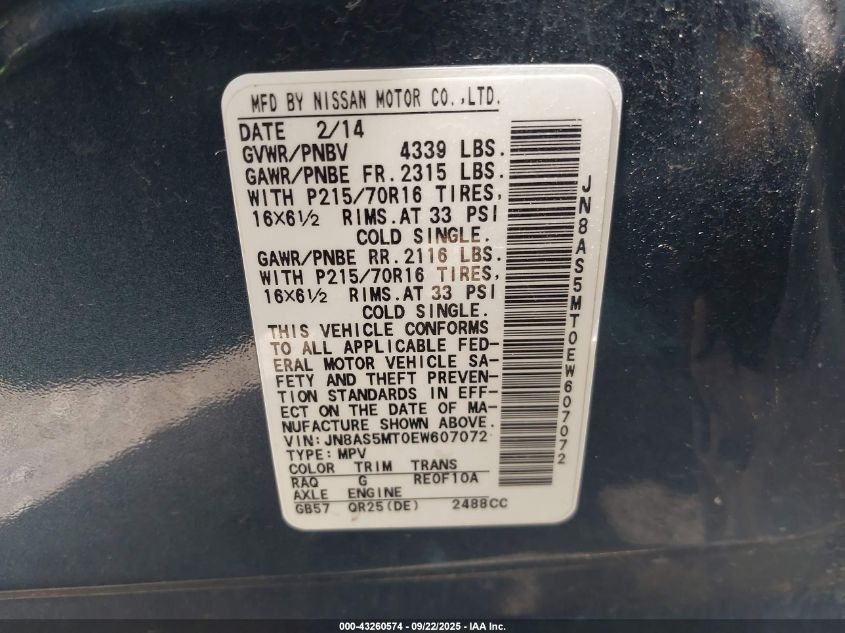 MFD BY NISSAN MOTOR CO.,LTD.
DATE 2/14
GVWR/PNBV 4339 LBS.
GAWR/PNBE FR. 2315 LBS.
WITH P215/70R16 TIRES,
16X6½ RIMS.AT 33 PSI
COLD SINGLE.
GAWR/PNBE RR. 2116 LBS.
WITH P215/70R16 TIRES,
16X6½ RIMS.AT 33 PSI
COLD SINGLE.
THIS VEHICLE CONFORMS
TO ALL APPLICABLE FED-
ERAL MOTOR VEHICLE SA-
FETY AND THEFT PREVEN-
TION STANDARDS IN EFF-
ECT ON THE DATE OF MA-
NUFACTURE SHOWN ABOVE.
VIN: JN8AS5MT0EW607072
TYPE: MPV
COLOR TRIM TRANS
RAQ G RE0F10A
AXLE ENGINE
GB57 QR25(DE) 2488CC
JN8AS5MT0EW607072
000-43260574 - 09/22/2025 - IAA Inc.